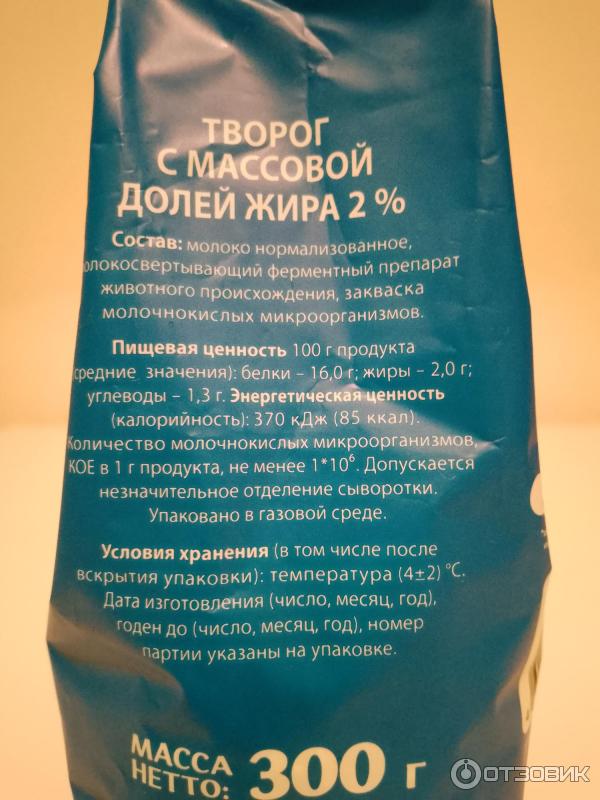 ТВОРОГ
С МАССОВОЙ
ДОЛЕЙ ЖИРА 2 %
Состав: молоко нормализованное,
олокосвертывающий ферментный препарат
животного происхождения, закваска
молочнокислых микроорганизмов.
Пищевая ценность 100 г продукта
(средние значения): белки – 16,0 г; жиры – 2,0 г;
углеводы – 1,3 г. Энергетическая ценность
(калорийность): 370 кДж (85 ккал).
Количество молочнокислых микроорганизмов,
КОЕ в 1 г продукта, не менее 1*10⁶. Допускается
незначительное отделение сыворотки.
Упаковано в газовой среде.
Условия хранения (в том числе после
вскрытия упаковки): температура (4±2) °С.
Дата изготовления (число, месяц, год),
годен до (число, месяц, год), номер
партии указаны на упаковке.
МАССА
НЕТТО: 300 г
ОТЗОВИК